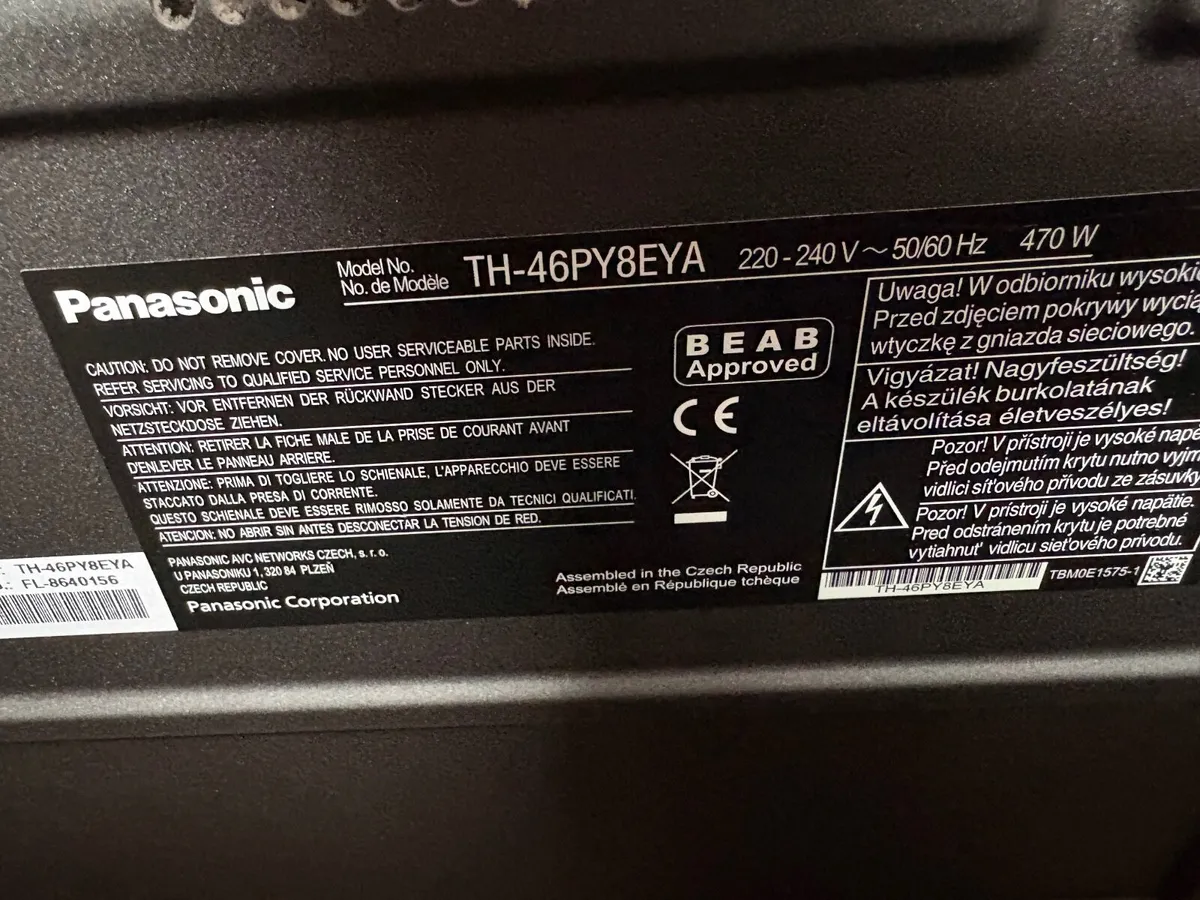 Panasonic
Model No.
No. de Modèle
TH-46PY8EYA
220 - 240 V ～ 50/60 Hz
470 W
CAUTION: DO NOT REMOVE COVER. NO USER SERVICEABLE PARTS INSIDE.
REFER SERVICING TO QUALIFIED SERVICE PERSONNEL ONLY.
VORSICHT: VOR ENTFERNEN DER RÜCKWAND STECKER AUS DER
NETZSTECKDOSE ZIEHEN.
ATTENTION: RETIRER LA FICHE MALE DE LA PRISE DE COURANT AVANT
D'ENLEVER LE PANNEAU ARRIERE.
ATTENZIONE: PRIMA DI TOGLIERE LO SCHIENALE, L'APPARECCHIO DEVE ESSERE
STACCATO DALLA PRESA DI CORRENTE.
QUESTO SCHIENALE DEVE ESSERE RIMOSSO SOLAMENTE DA TECNICI QUALIFICATI.
ATENCION: NO ABRIR SIN ANTES DESCONECTAR LA TENSION DE RED.
PANASONIC AVC NETWORKS CZECH, s. r. o.
U PANASONIKU 1, 320 84 PLZEŇ
CZECH REPUBLIC
Panasonic Corporation
BEAB
Approved
CE
Assembled in the Czech Republic
Assemblé en République tchèque
Uwaga! W odbiorniku
Przed zdjęciem pokrywy
wtyczkę z gniazda sieciowego.
Vigyázat! Nagyfeszültség!
A készülék burkolatának
eltávolítása életveszélyes!
Pozor! V přístroji je vysoké
Před odejmutím krytu nutno
vidlici síťového přívodu ze zásuvky
Pozor! V prístroji je vysoké napätie.
Pred odstránením krytu je potrebné
vytiahnuť vidlicu sieťového prívodu.
TH-46PY8EYA
TBM0E1575-1
TH-46PY8EYA
FL-8640156